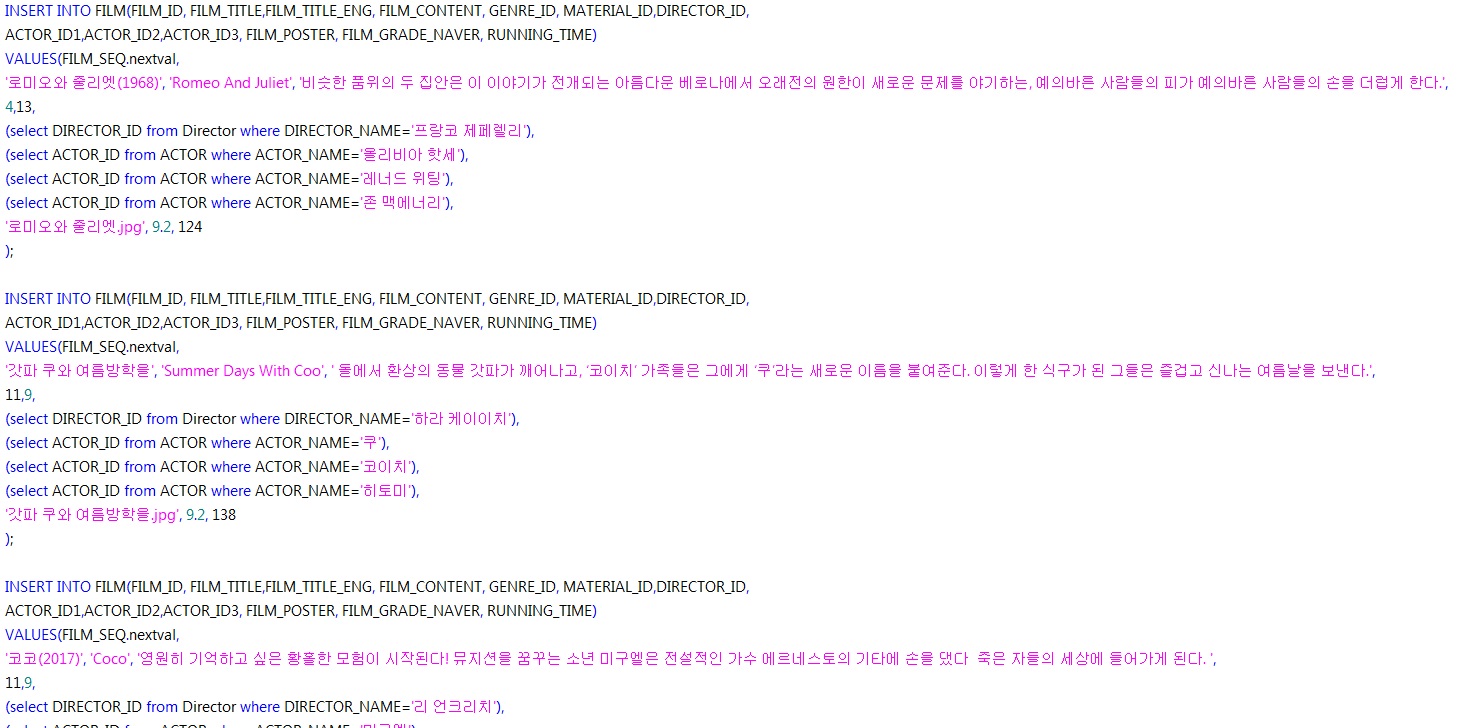 INSERT INTO FILM(FILM_ID, FILM_TITLE,FILM_TITLE_ENG, FILM_CONTENT, GENRE_ID, MATERIAL_ID,DIRECTOR_ID,
ACTOR_ID1,ACTOR_ID2,ACTOR_ID3, FILM_POSTER, FILM_GRADE_NAVER, RUNNING_TIME)
VALUES(FILM_SEQ.nextval,
'로미오와 줄리엣(1968)', 'Romeo And Juliet', '비슷한 품위의 두 집안은 이 이야기가 전개되는 아름다운 베로나에서 오래전의 원한이 새로운 문제를 야기하는, 예의바른 사람들의 피가 예의바른 사람들의 손을 더럽게 한다.',
4,13,
(select DIRECTOR_ID from Director where DIRECTOR_NAME='프랑코 제페렐리'),
(select ACTOR_ID from ACTOR where ACTOR_NAME='올리비아 핫세'),
(select ACTOR_ID from ACTOR where ACTOR_NAME='레너드 위팅'),
(select ACTOR_ID from ACTOR where ACTOR_NAME='존 맥에너리'),
'로미오와 줄리엣.jpg', 9.2, 124
);
INSERT INTO FILM(FILM_ID, FILM_TITLE,FILM_TITLE_ENG, FILM_CONTENT, GENRE_ID, MATERIAL_ID,DIRECTOR_ID,
ACTOR_ID1,ACTOR_ID2,ACTOR_ID3, FILM_POSTER, FILM_GRADE_NAVER, RUNNING_TIME)
VALUES(FILM_SEQ.nextval,
'갓파 쿠와 여름방학을', 'Summer Days With Coo', ' 돌에서 환상의 동물 갓파가 깨어나고, ‘코이치’ 가족들은 그에게 ‘쿠’라는 새로운 이름을 붙여준다. 이렇게 한 식구가 된 그들은 즐겁고 신나는 여름날을 보낸다.',
11,9,
(select DIRECTOR_ID from Director where DIRECTOR_NAME='하라 케이이치'),
(select ACTOR_ID from ACTOR where ACTOR_NAME='쿠'),
(select ACTOR_ID from ACTOR where ACTOR_NAME='코이치'),
(select ACTOR_ID from ACTOR where ACTOR_NAME='히토미'),
'갓파 쿠와 여름방학을.jpg', 9.2, 138
);
INSERT INTO FILM(FILM_ID, FILM_TITLE,FILM_TITLE_ENG, FILM_CONTENT, GENRE_ID, MATERIAL_ID,DIRECTOR_ID,
ACTOR_ID1,ACTOR_ID2,ACTOR_ID3, FILM_POSTER, FILM_GRADE_NAVER, RUNNING_TIME)
VALUES(FILM_SEQ.nextval,
'코코(2017)', 'Coco', '영원히 기억하고 싶은 황홀한 모험이 시작된다! 뮤지션을 꿈꾸는 소년 미구엘은 전설적인 가수 에르네스토의 기타에 손을 댔다  죽은 자들의 세상에 들어가게 된다. ',
11,9,
(select DIRECTOR_ID from Director where DIRECTOR_NAME='리 언크리치'),
(select ACTOR_ID from ACTOR where ACTOR_NAME='미구엘'),